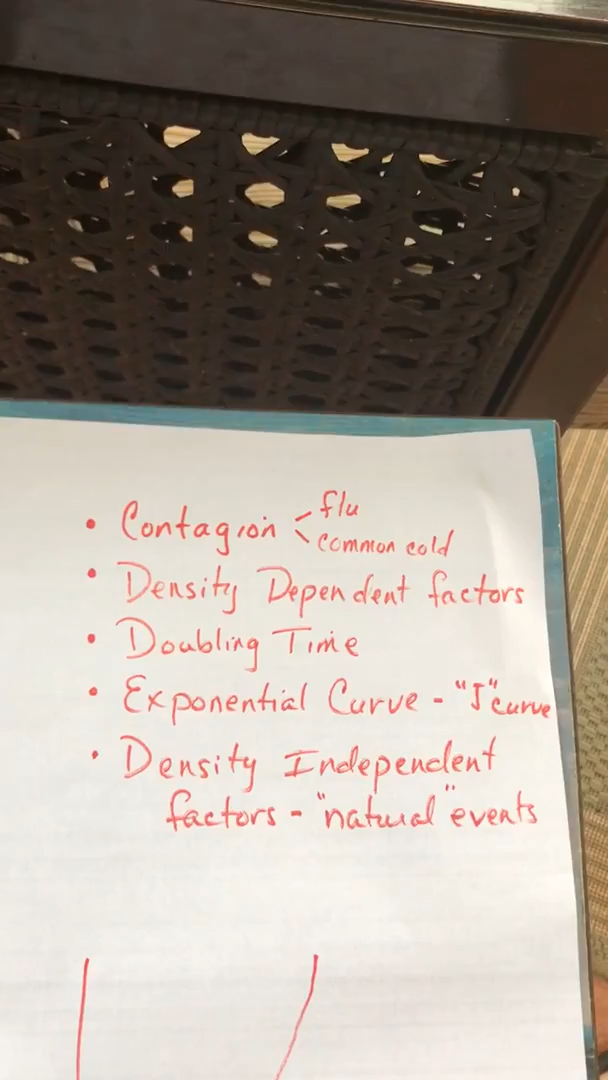 • Contagion < flu
common cold
• Density Dependent factors
• Doubling Time
• Exponential Curve - "J" curve
• Density Independent
factors - "natural" events